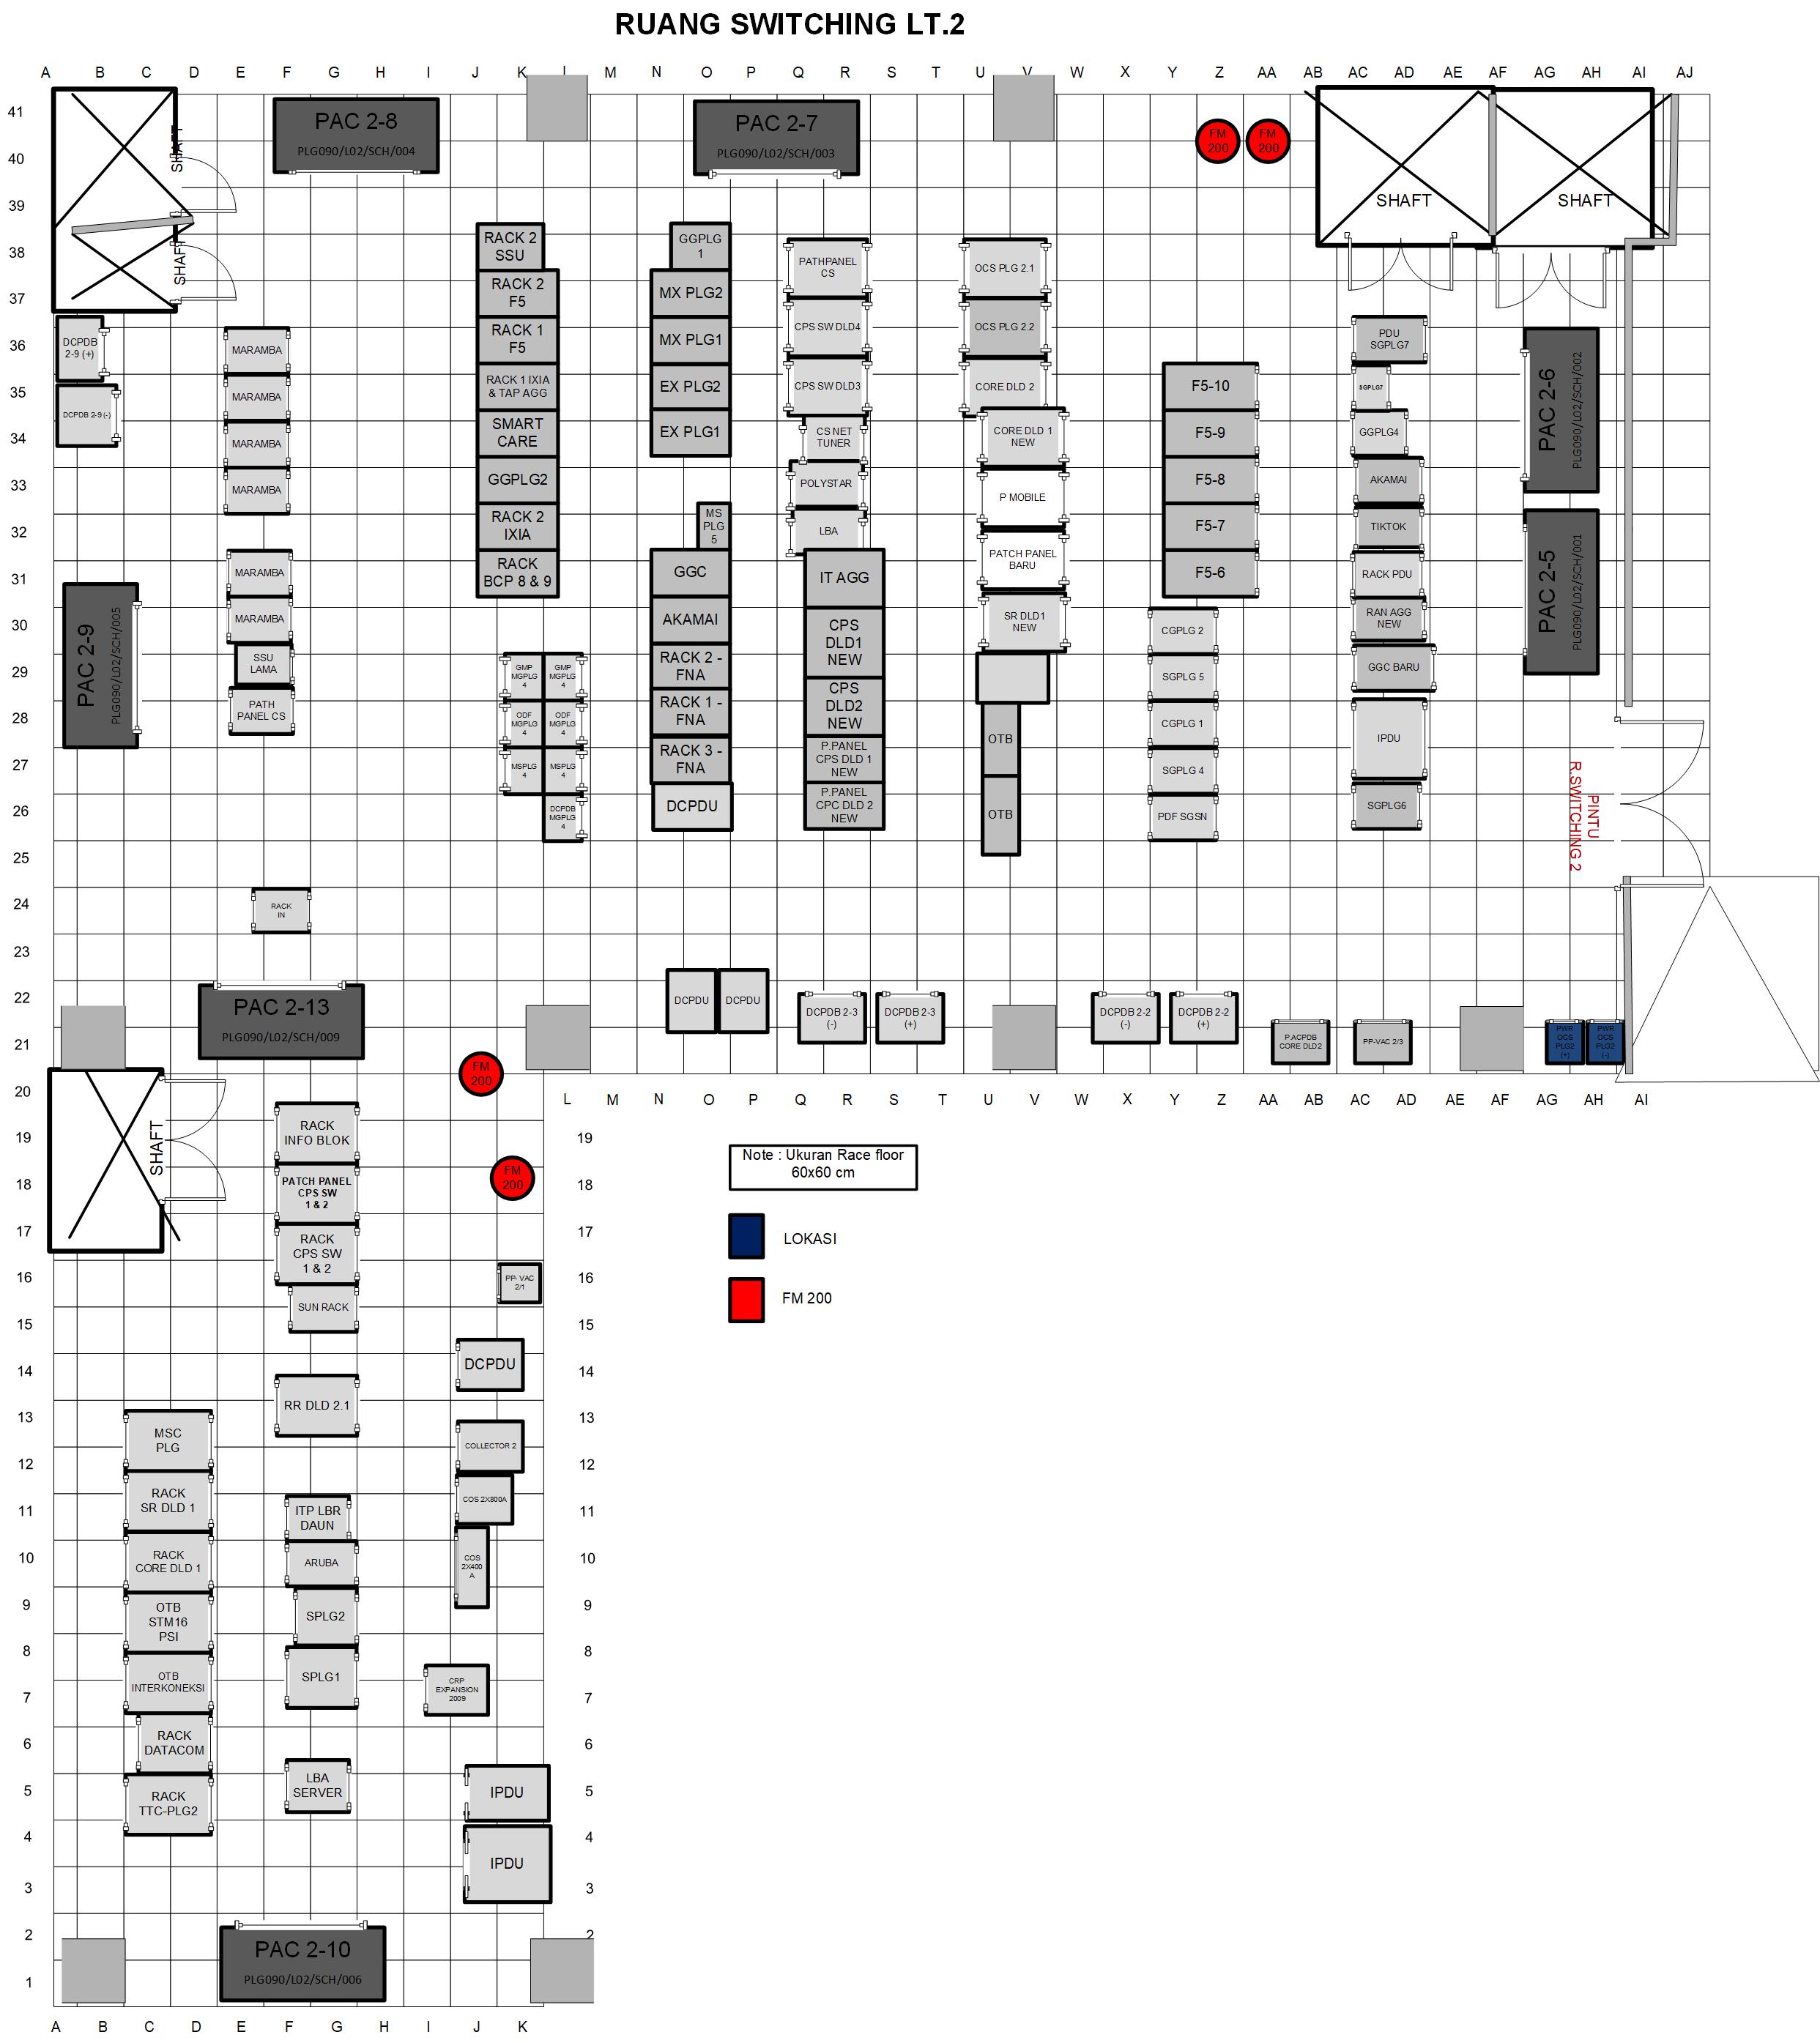 RUANG SWITCHING LT.2
A B C D E F G H I J K L M N O P Q R S T U V W X Y Z AA AB AC AD AE AF AG AH AI AJ
41
40
39
38
37
36
35
34
33
32
31
30
29
28
27
26
25
24
23
22
21
20
19
18
17
16
15
14
13
12
11
10
9
8
7
6
5
4
3
2
1
SHAFT
SHAFT
PAC 2-8
PLG090/L02/SCH/004
PAC 2-7
PLG090/L02/SCH/003
FM
200
FM
200
SHAFT
SHAFT
DCPDB
2-9 (+)
DCPDB 2-9 (-)
PAC 2-9
PLG090/L02/SCH/005
MARAMBA
MARAMBA
MARAMBA
MARAMBA
MARAMBA
MARAMBA
SSU
LAMA
PATH
PANEL CS
RACK
IN
RACK 2
SSU
RACK 2
F5
RACK 1
F5
RACK 1 IXIA
& TAP AGG
SMART
CARE
GGPLG2
RACK 2
IXIA
RACK
BCP 8 & 9
GMP
MGPLG
4
GMP
MGPLG
4
ODF
MGPLG
4
ODF
MGPLG
4
MSPLG
4
MSPLG
4
DCPDB
MGPLG
4
GGPLG
1
MX PLG2
MX PLG1
EX PLG2
EX PLG1
MS
PLG
5
GGC
AKAMAI
RACK 2 -
FNA
RACK 1 -
FNA
RACK 3 -
FNA
DCPDU
PATHPANEL
CS
CPS SW DLD4
CPS SW DLD3
CS NET
TUNER
POLYSTAR
LBA
IT AGG
CPS
DLD1
NEW
CPS
DLD2
NEW
P.PANEL
CPS DLD 1
NEW
P.PANEL
CPC DLD 2
NEW
OCS PLG 2.1
OCS PLG 2.2
CORE DLD 2
CORE DLD 1
NEW
P MOBILE
PATCH PANEL
BARU
SR DLD1
NEW
OTB
OTB
F5-10
F5-9
F5-8
F5-7
F5-6
CGPLG 2
SGPLG 5
CGPLG 1
SGPLG 4
PDF SGSN
PDU
SGPLG7
SGPLG7
GGPLG4
AKAMAI
TIKTOK
RACK PDU
RAN AGG
NEW
GGC BARU
IPDU
SGPLG6
PAC 2-6
PLG090/L02/SCH/002
PAC 2-5
PLG090/L02/SCH/001
PINTU
R.SWITCHING 2
PAC 2-13
PLG090/L02/SCH/009
DCPDU
DCPDU
DCPDB 2-3
(-)
DCPDB 2-3
(+)
DCPDB 2-2
(-)
DCPDB 2-2
(+)
P.ACPDB
CORE DLD2
PP-VAC 2/3
PWR
OCS
PLG2
(+)
PWR
OCS
PLG2
(-)
L M N O P Q R S T U V W X Y Z AA AB AC AD AE AF AG AH AI
SHAFT
FM
200
FM
200
RACK
INFO BLOK
PATCH PANEL
CPS SW
1 & 2
RACK
CPS SW
1 & 2
SUN RACK
PP- VAC
2/1
Note : Ukuran Race floor
60x60 cm
LOKASI
FM 200
RR DLD 2.1
DCPDU
COLLECTOR 2
COS 2X800A
COS
2X400
A
MSC
PLG
RACK
SR DLD 1
RACK
CORE DLD 1
OTB
STM16
PSI
OTB
INTERKONEKSI
RACK
DATACOM
RACK
TTC-PLG2
ITP LBR
DAUN
ARUBA
SPLG2
SPLG1
LBA
SERVER
CRP
EXPANSION
2009
IPDU
IPDU
PAC 2-10
PLG090/L02/SCH/006
19
18
17
16
15
14
13
12
11
10
9
8
7
6
5
4
3
2
A B C D E F G H I J K